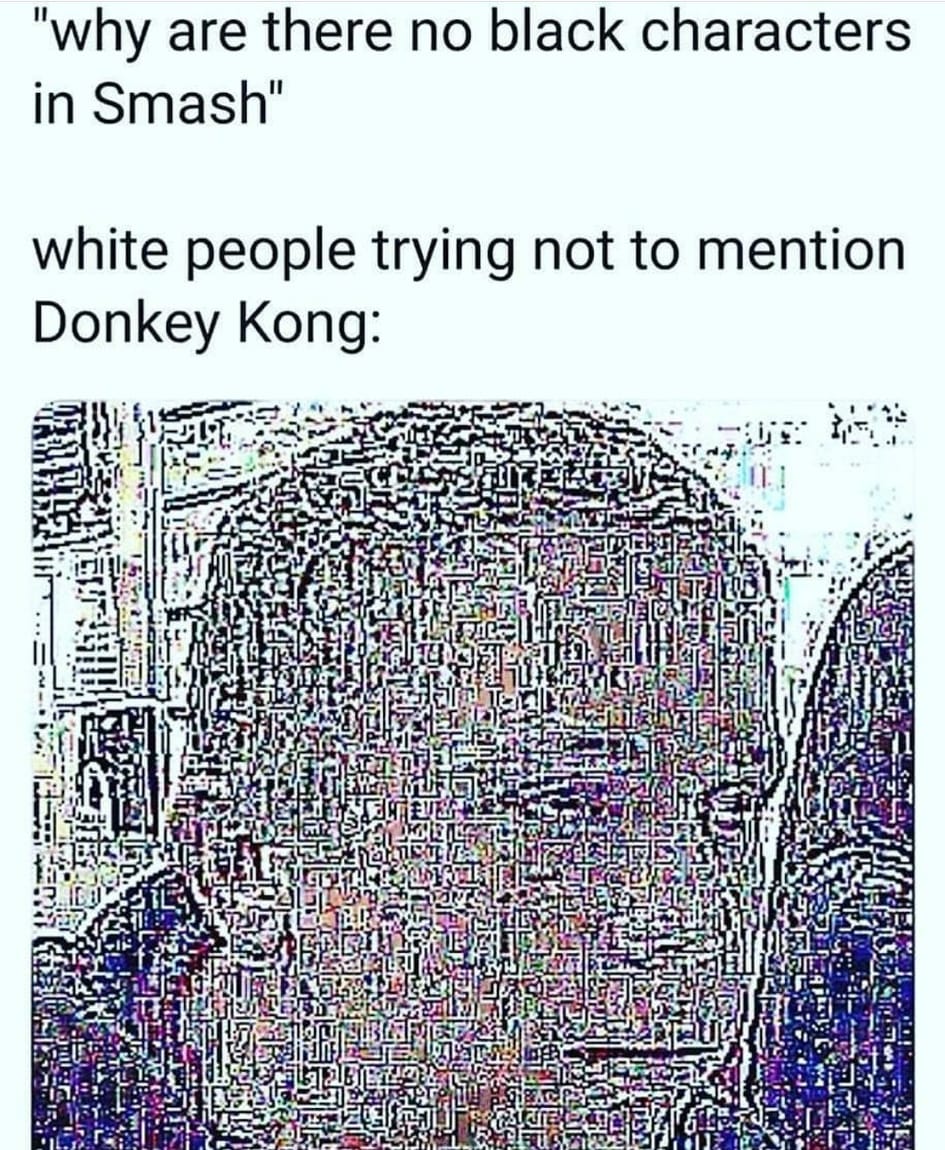 "why are there no black characters
in Smash"
white people trying not to mention
Donkey Kong: